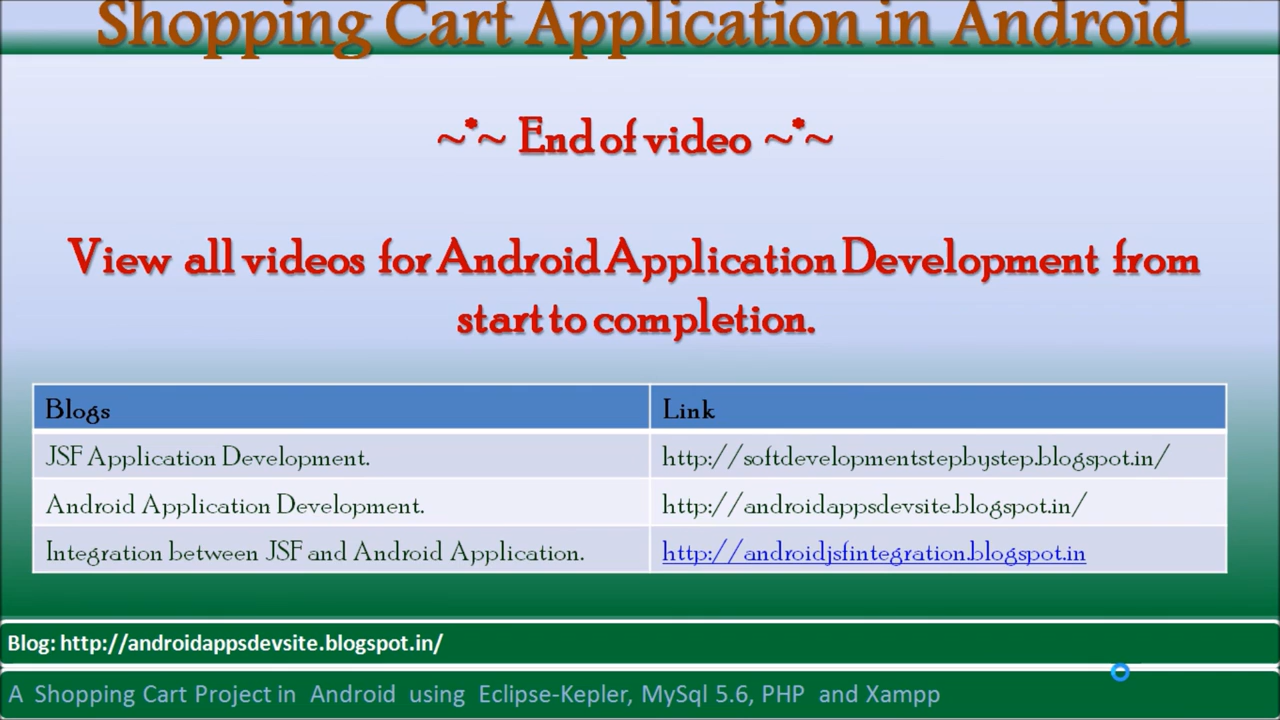 Shopping Cart Application in Android
~*~ End of video ~*~
View all videos for Android Application Development from
start to completion.
Blogs Link
JSF Application Development. http://softdevelopmentstepbystep.blogspot.in/
Android Application Development. http://androidappsdevsite.blogspot.in/
Integration between JSF and Android Application. http://androidjsfintegration.blogspot.in
Blog: http://androidappsdevsite.blogspot.in/
A Shopping Cart Project in Android using Eclipse-Kepler, MySql 5.6, PHP and Xampp